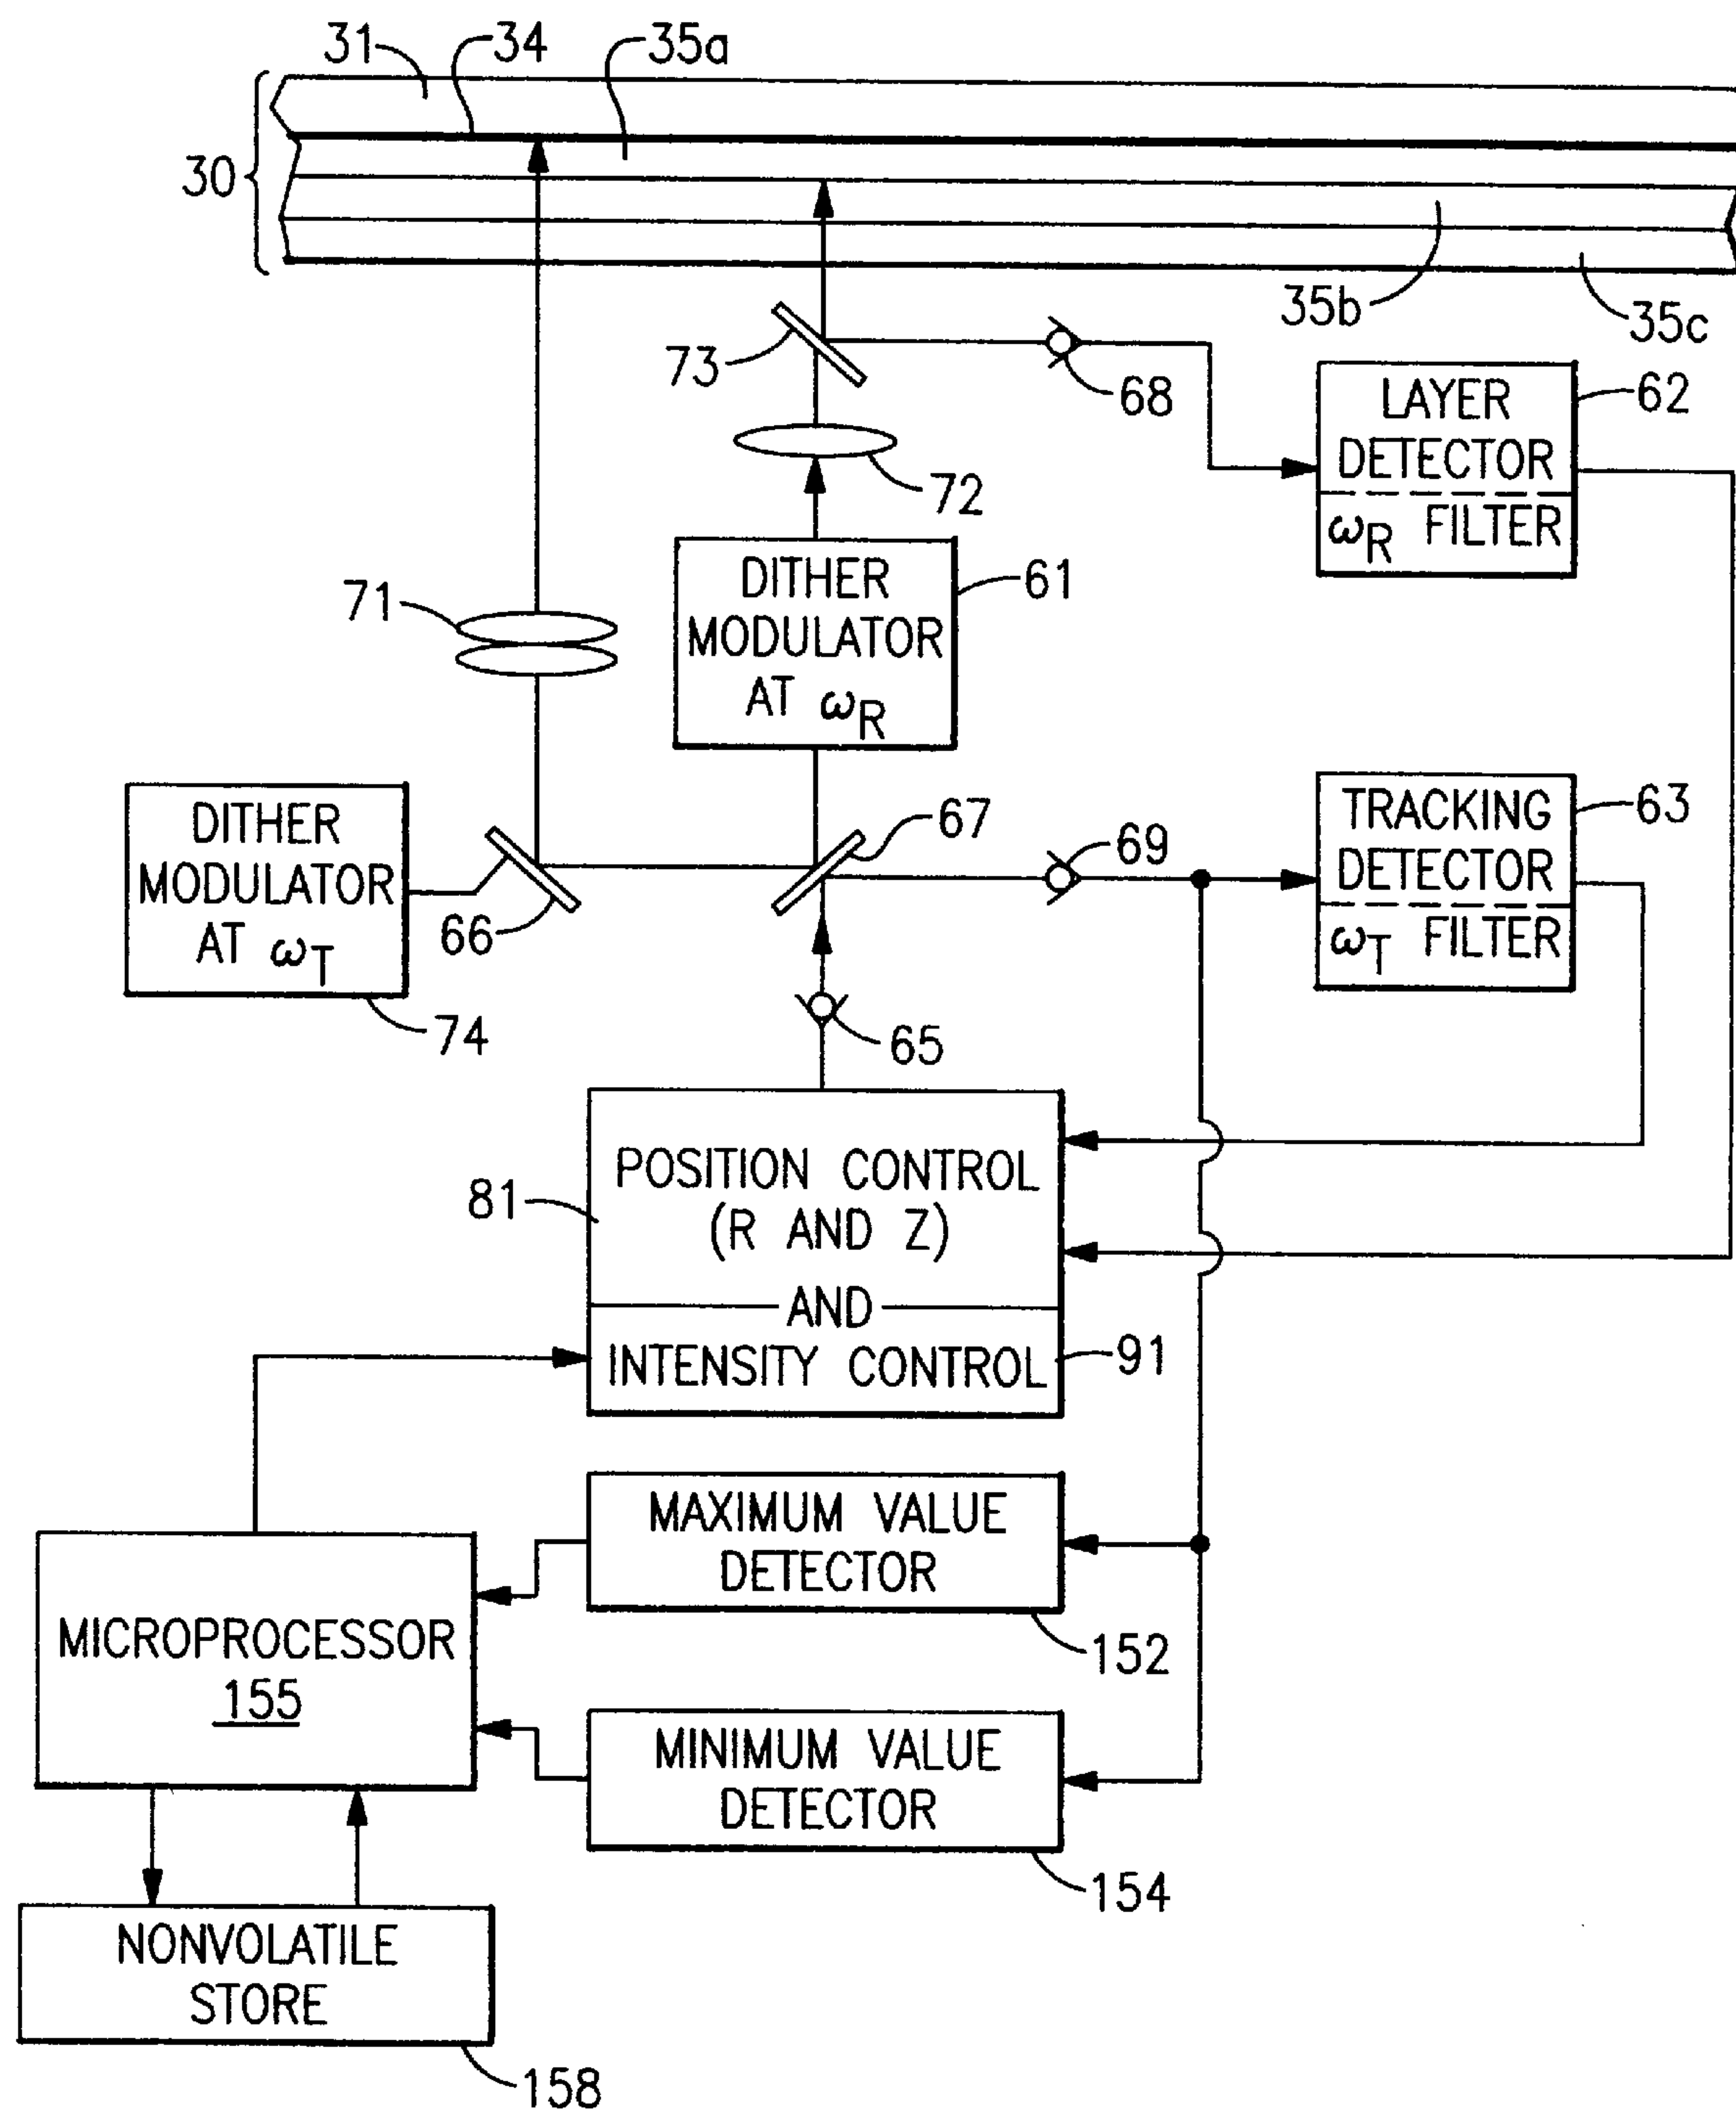 31
34
35a
30
35b
35c
73
68
LAYER
DETECTOR
ωR FILTER
62
72
DITHER
MODULATOR
AT ωR
61
71
DITHER
MODULATOR
AT ωT
74
66
67
69
TRACKING
DETECTOR
ωT FILTER
63
65
81
POSITION CONTROL
(R AND Z)
AND
INTENSITY CONTROL
91
MAXIMUM VALUE
DETECTOR
152
MICROPROCESSOR
155
MINIMUM VALUE
DETECTOR
154
NONVOLATILE
STORE
158